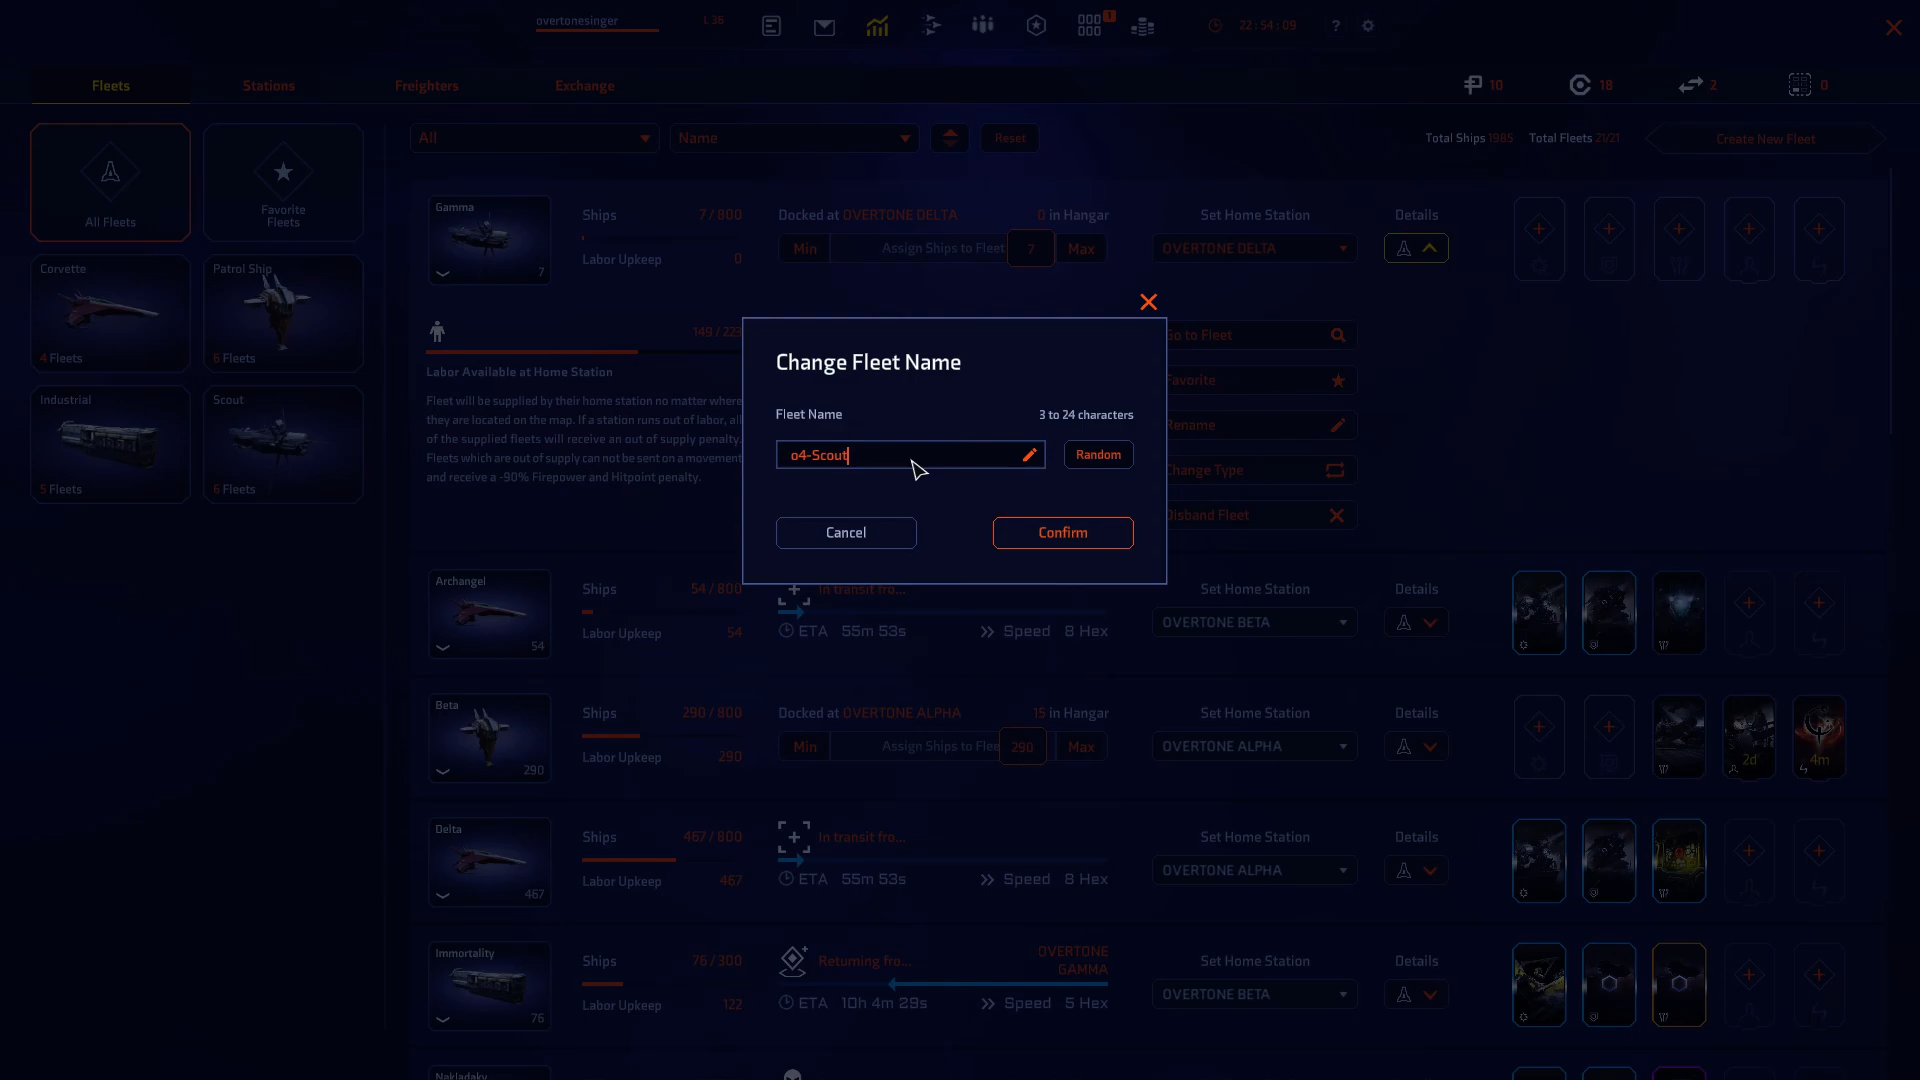 overtonesinger
L 36
1
22:54:09
?
Fleets
Stations
Freighters
Exchange
10
18
2
0
All
Name
Reset
Total Ships 1985
Total Fleets 21/21
Create New Fleet
All Fleets
Favorite
Fleets
Corvette
4 Fleets
Patrol Ship
6 Fleets
Industrial
5 Fleets
Scout
6 Fleets
Gamma
7
Ships
7/800
Labor Upkeep
0
Docked at OVERTONE DELTA
0 in Hangar
Min
Assign Ships to Fleet
7
Max
Set Home Station
OVERTONE DELTA
Details
149/223
Labor Available at Home Station
Fleet will be supplied by their home station no matter where
they are located on the map. If a station runs out of labor, all
of the supplied fleets will receive an out of supply penalty.
Fleets which are out of supply can not be sent on a movement
and receive a -90% Firepower and Hitpoint penalty.
Go to Fleet
Favorite
Rename
Change Type
Disband Fleet
Change Fleet Name
Fleet Name
3 to 24 characters
o4-Scout
Random
Cancel
Confirm
Archangel
54
Ships
54/800
Labor Upkeep
54
In transit fro...
ETA 55m 53s
Speed 8 Hex
Set Home Station
OVERTONE BETA
Details
Beta
290
Ships
290/800
Labor Upkeep
290
Docked at OVERTONE ALPHA
15 in Hangar
Min
Assign Ships to Flee
290
Max
Set Home Station
OVERTONE ALPHA
Details
2d
4m
Delta
467
Ships
467/800
Labor Upkeep
467
In transit fro...
ETA 55m 53s
Speed 8 Hex
Set Home Station
OVERTONE ALPHA
Details
Immortality
76
Ships
76/300
Labor Upkeep
122
Returning fro...
OVERTONE
GAMMA
ETA 10h 4m 29s
Speed 5 Hex
Set Home Station
OVERTONE BETA
Details
Nakladaky